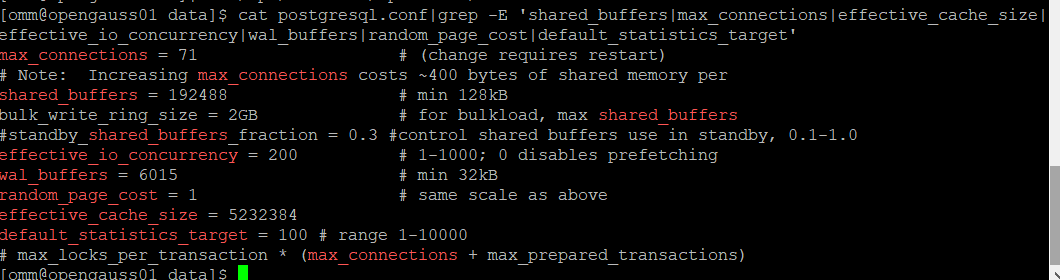 [omm@opengauss01 data]$ cat postgresql.conf|grep -E 'shared_buffers|max_connections|effective_cache_size|
effective_io_concurrency|wal_buffers|random_page_cost|default_statistics_target'
max_connections = 71 # (change requires restart)
# Note:  Increasing max_connections costs ~400 bytes of shared memory per
shared_buffers = 192488 # min 128kB
bulk_write_ring_size = 2GB # for bulkload, max shared_buffers
#standby_shared_buffers_fraction = 0.3 #control shared buffers use in standby, 0.1-1.0
effective_io_concurrency = 200 # 1-1000; 0 disables prefetching
wal_buffers = 6015 # min 32kB
random_page_cost = 1 # same scale as above
effective_cache_size = 5232384
default_statistics_target = 100 # range 1-10000
# max_locks_per_transaction * (max_connections + max_prepared_transactions)
[omm@opengauss01 data]$